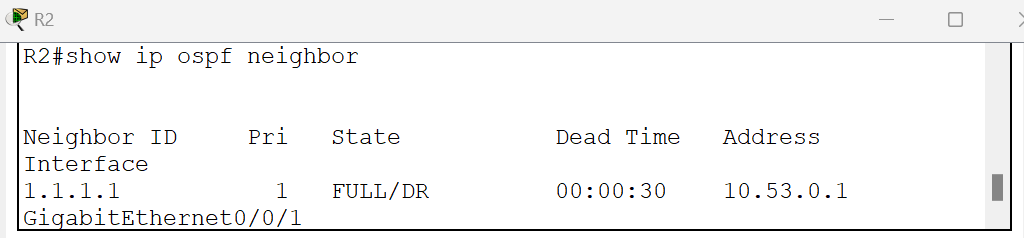 R2
R2#show ip ospf neighbor
Neighbor ID Pri State Dead Time Address
Interface
1.1.1.1 1 FULL/DR 00:00:30 10.53.0.1
GigabitEthernet0/0/1